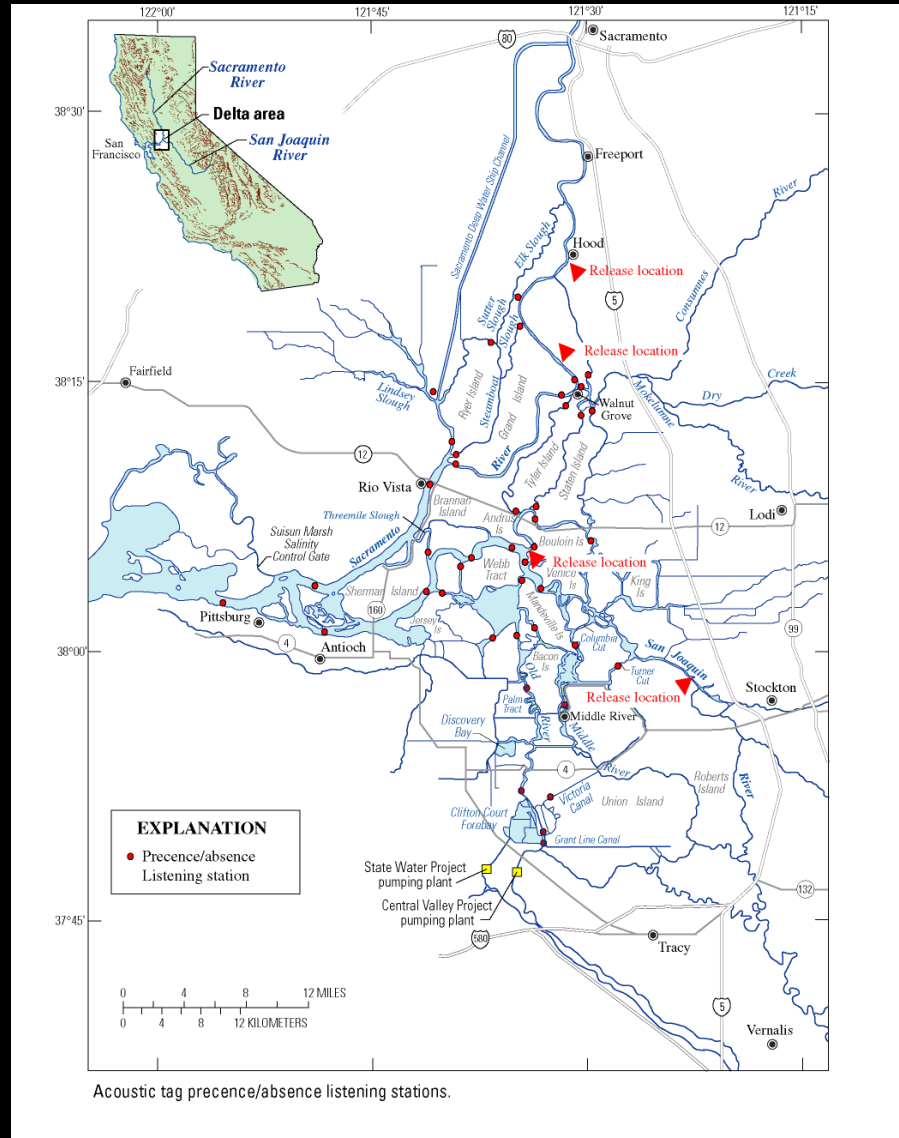 122°00'
121°45'
121°30'
121°15'
80
Sacramento
Sacramento
River
Delta area
San
Francisco
San Joaquin
River
38°30'
Freeport
Sacramento Deep Water Ship Channel
Elk Slough
Hood
Release location
River
Consumnes
5
Sutter
Slough
Steamboat
Slough
Release location
38°15'
Fairfield
Lindsey
Slough
Ryer Island
Grand Island
Walnut
Grove
Mokelumne
Dry
Creek
River
12
River
Tyler Island
Staten Island
Rio Vista
Brannan
Island
Lodi
12
Threemile Slough
Andrus
Is
Suisun Marsh
Salinity
Control Gate
Sacramento
Bouloin Is
Release location
Webb
Tract
Venice
Is
King
Is
Sherman Island
160
Mandeville Is
Pittsburg
Jersey
Is
99
4
Antioch
38°00'
Columbia
Cut
San Joaquin
Bacon
Is
Turner
Cut
Old
River
Palm
Tract
Release location
Stockton
Middle River
Discovery
Bay
Middle
River
4
Roberts
Island
River
Victoria
Canal
Union Island
Clifton Court
Forebay
Grant Line Canal
EXPLANATION
Precence/absence
Listening station
State Water Project
pumping plant
Central Valley Project
pumping plant
132
37°45'
580
Tracy
0 4 8 12 MILES
0 4 8 12 KILOMETERS
5
Vernalis
Acoustic tag precence/absence listening stations.